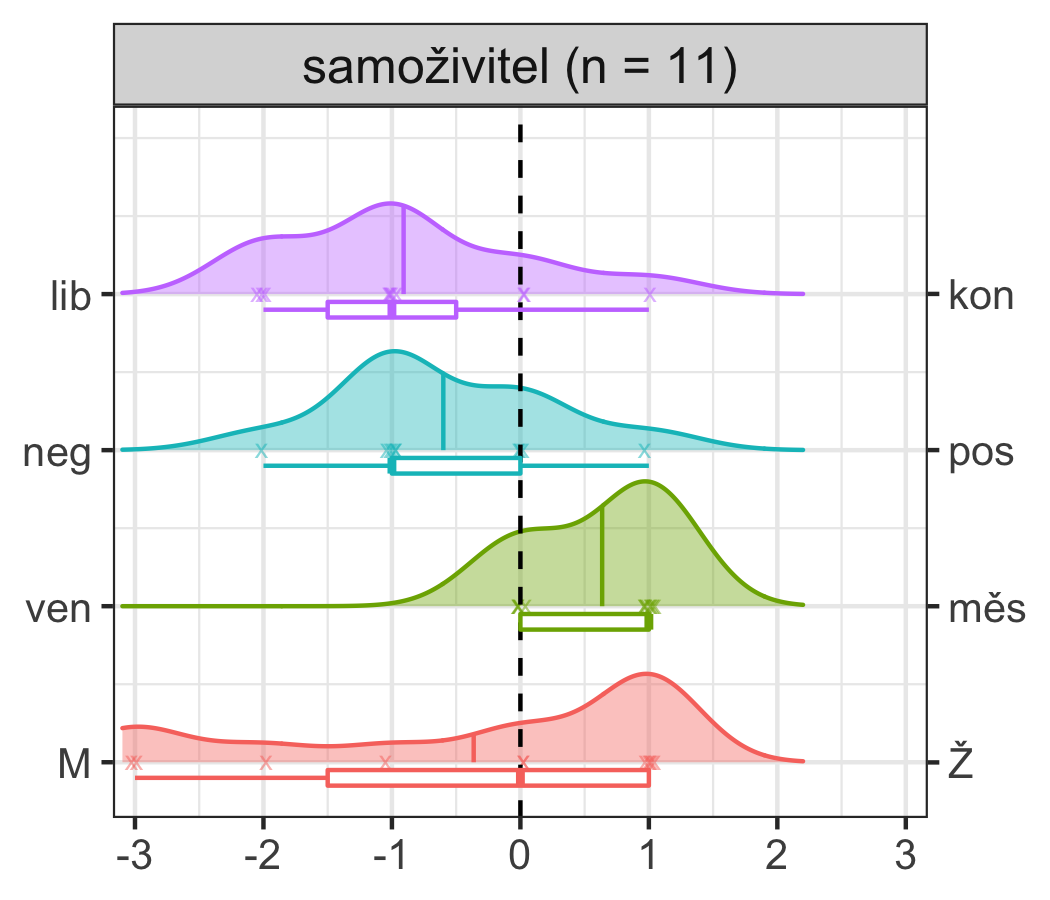 samoživitel (n = 11)
lib kon
neg pos
ven měs
M Ž
-3 -2 -1 0 1 2 3